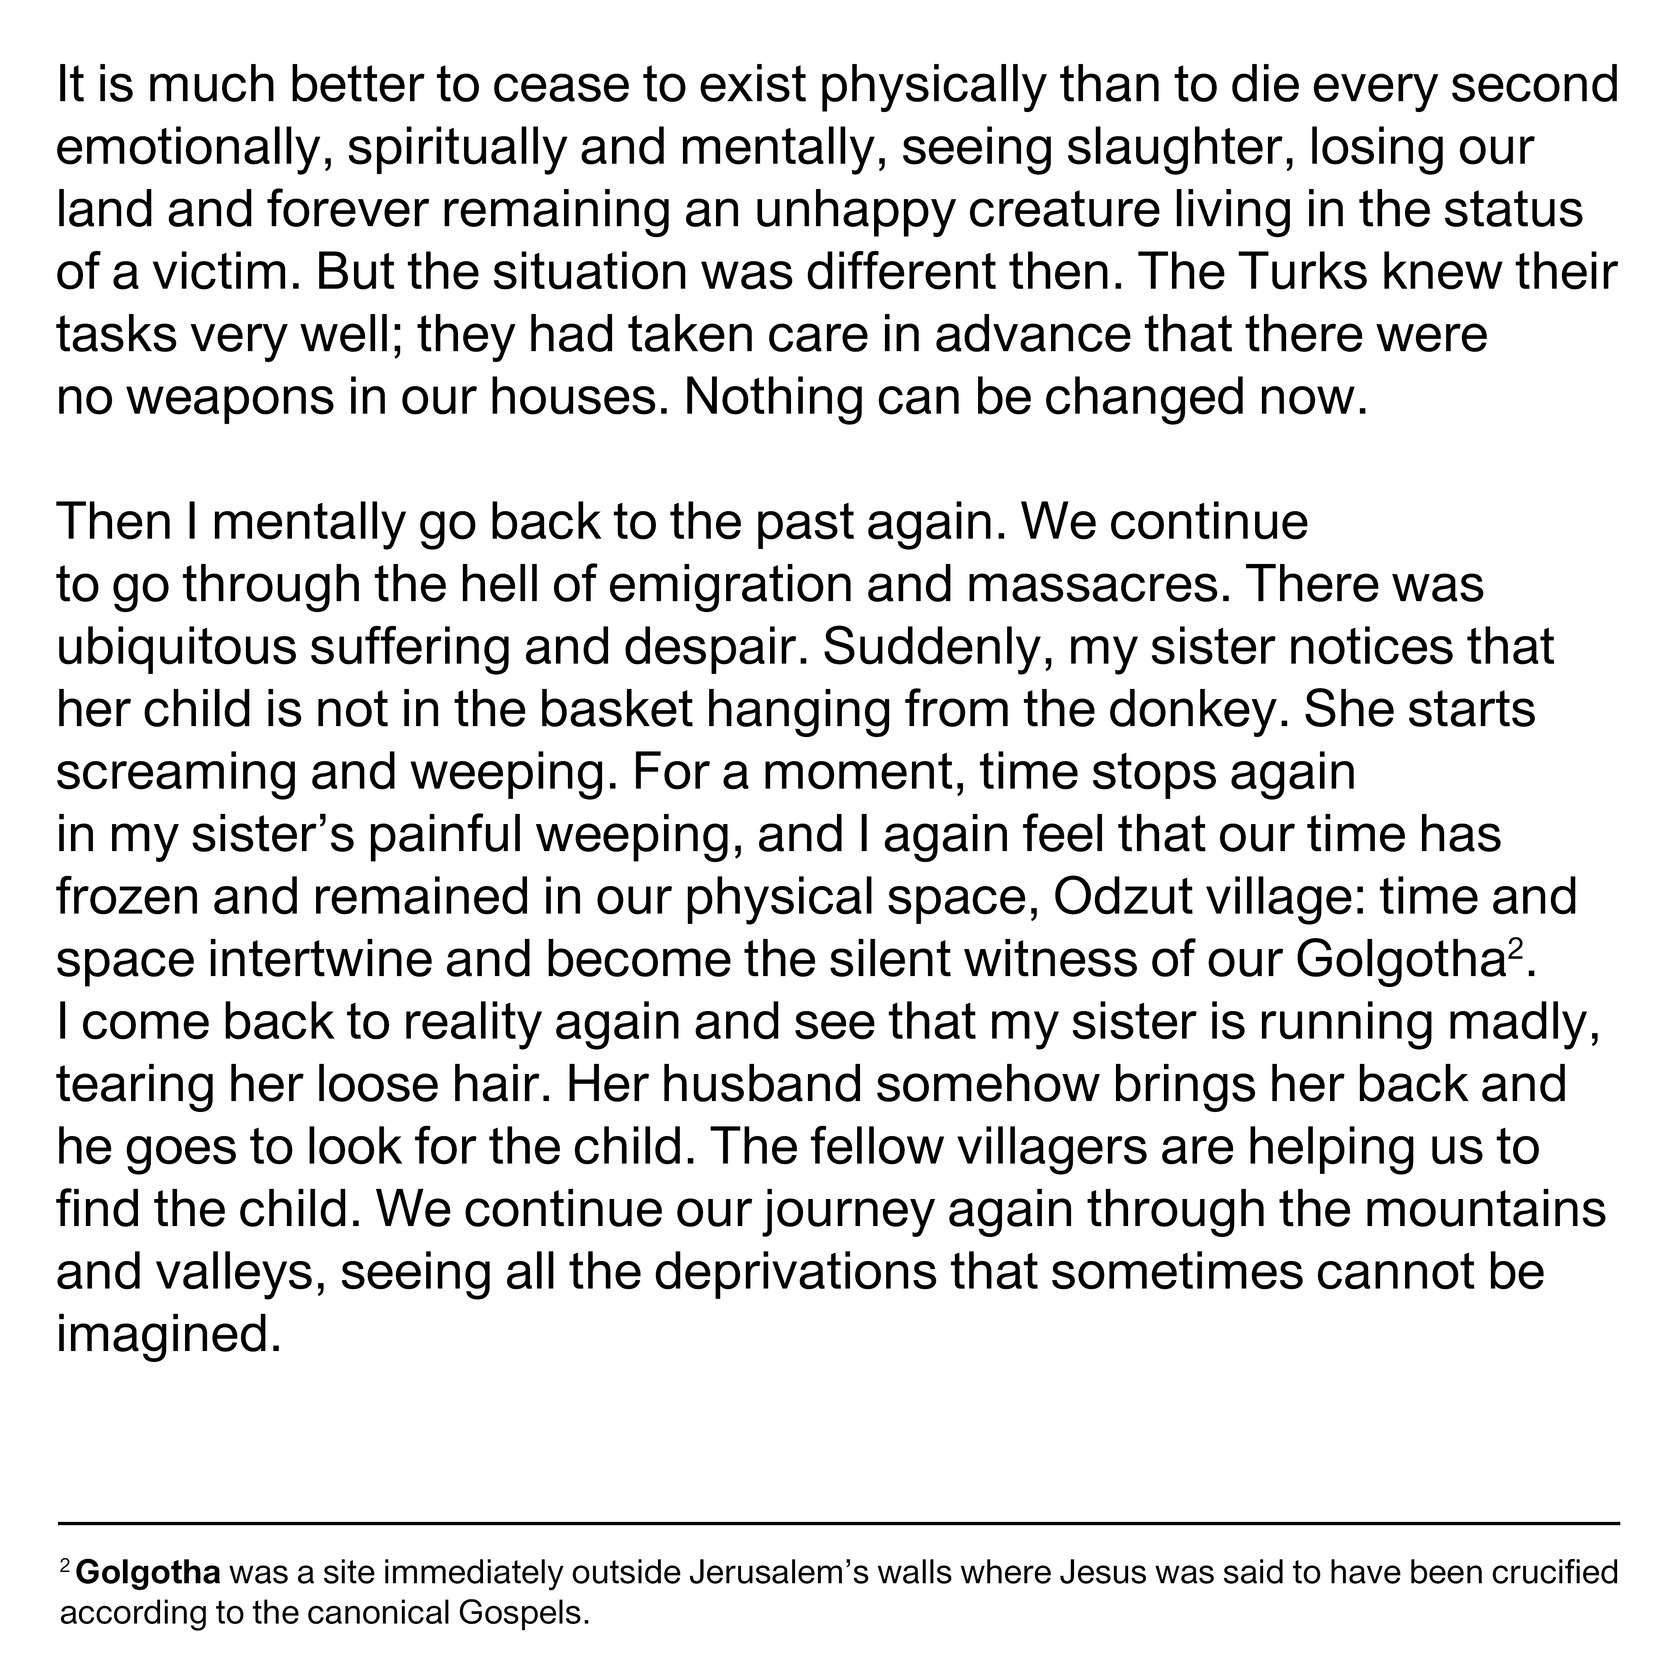 It is much better to cease to exist physically than to die every second
emotionally, spiritually and mentally, seeing slaughter, losing our
land and forever remaining an unhappy creature living in the status
of a victim. But the situation was different then. The Turks knew their
tasks very well; they had taken care in advance that there were
no weapons in our houses. Nothing can be changed now.
Then I mentally go back to the past again. We continue
to go through the hell of emigration and massacres. There was
ubiquitous suffering and despair. Suddenly, my sister notices that
her child is not in the basket hanging from the donkey. She starts
screaming and weeping. For a moment, time stops again
in my sister’s painful weeping, and I again feel that our time has
frozen and remained in our physical space, Odzut village: time and
space intertwine and become the silent witness of our Golgotha².
I come back to reality again and see that my sister is running madly,
tearing her loose hair. Her husband somehow brings her back and
he goes to look for the child. The fellow villagers are helping us to
find the child. We continue our journey again through the mountains
and valleys, seeing all the deprivations that sometimes cannot be
imagined.
² Golgotha was a site immediately outside Jerusalem’s walls where Jesus was said to have been crucified
according to the canonical Gospels.